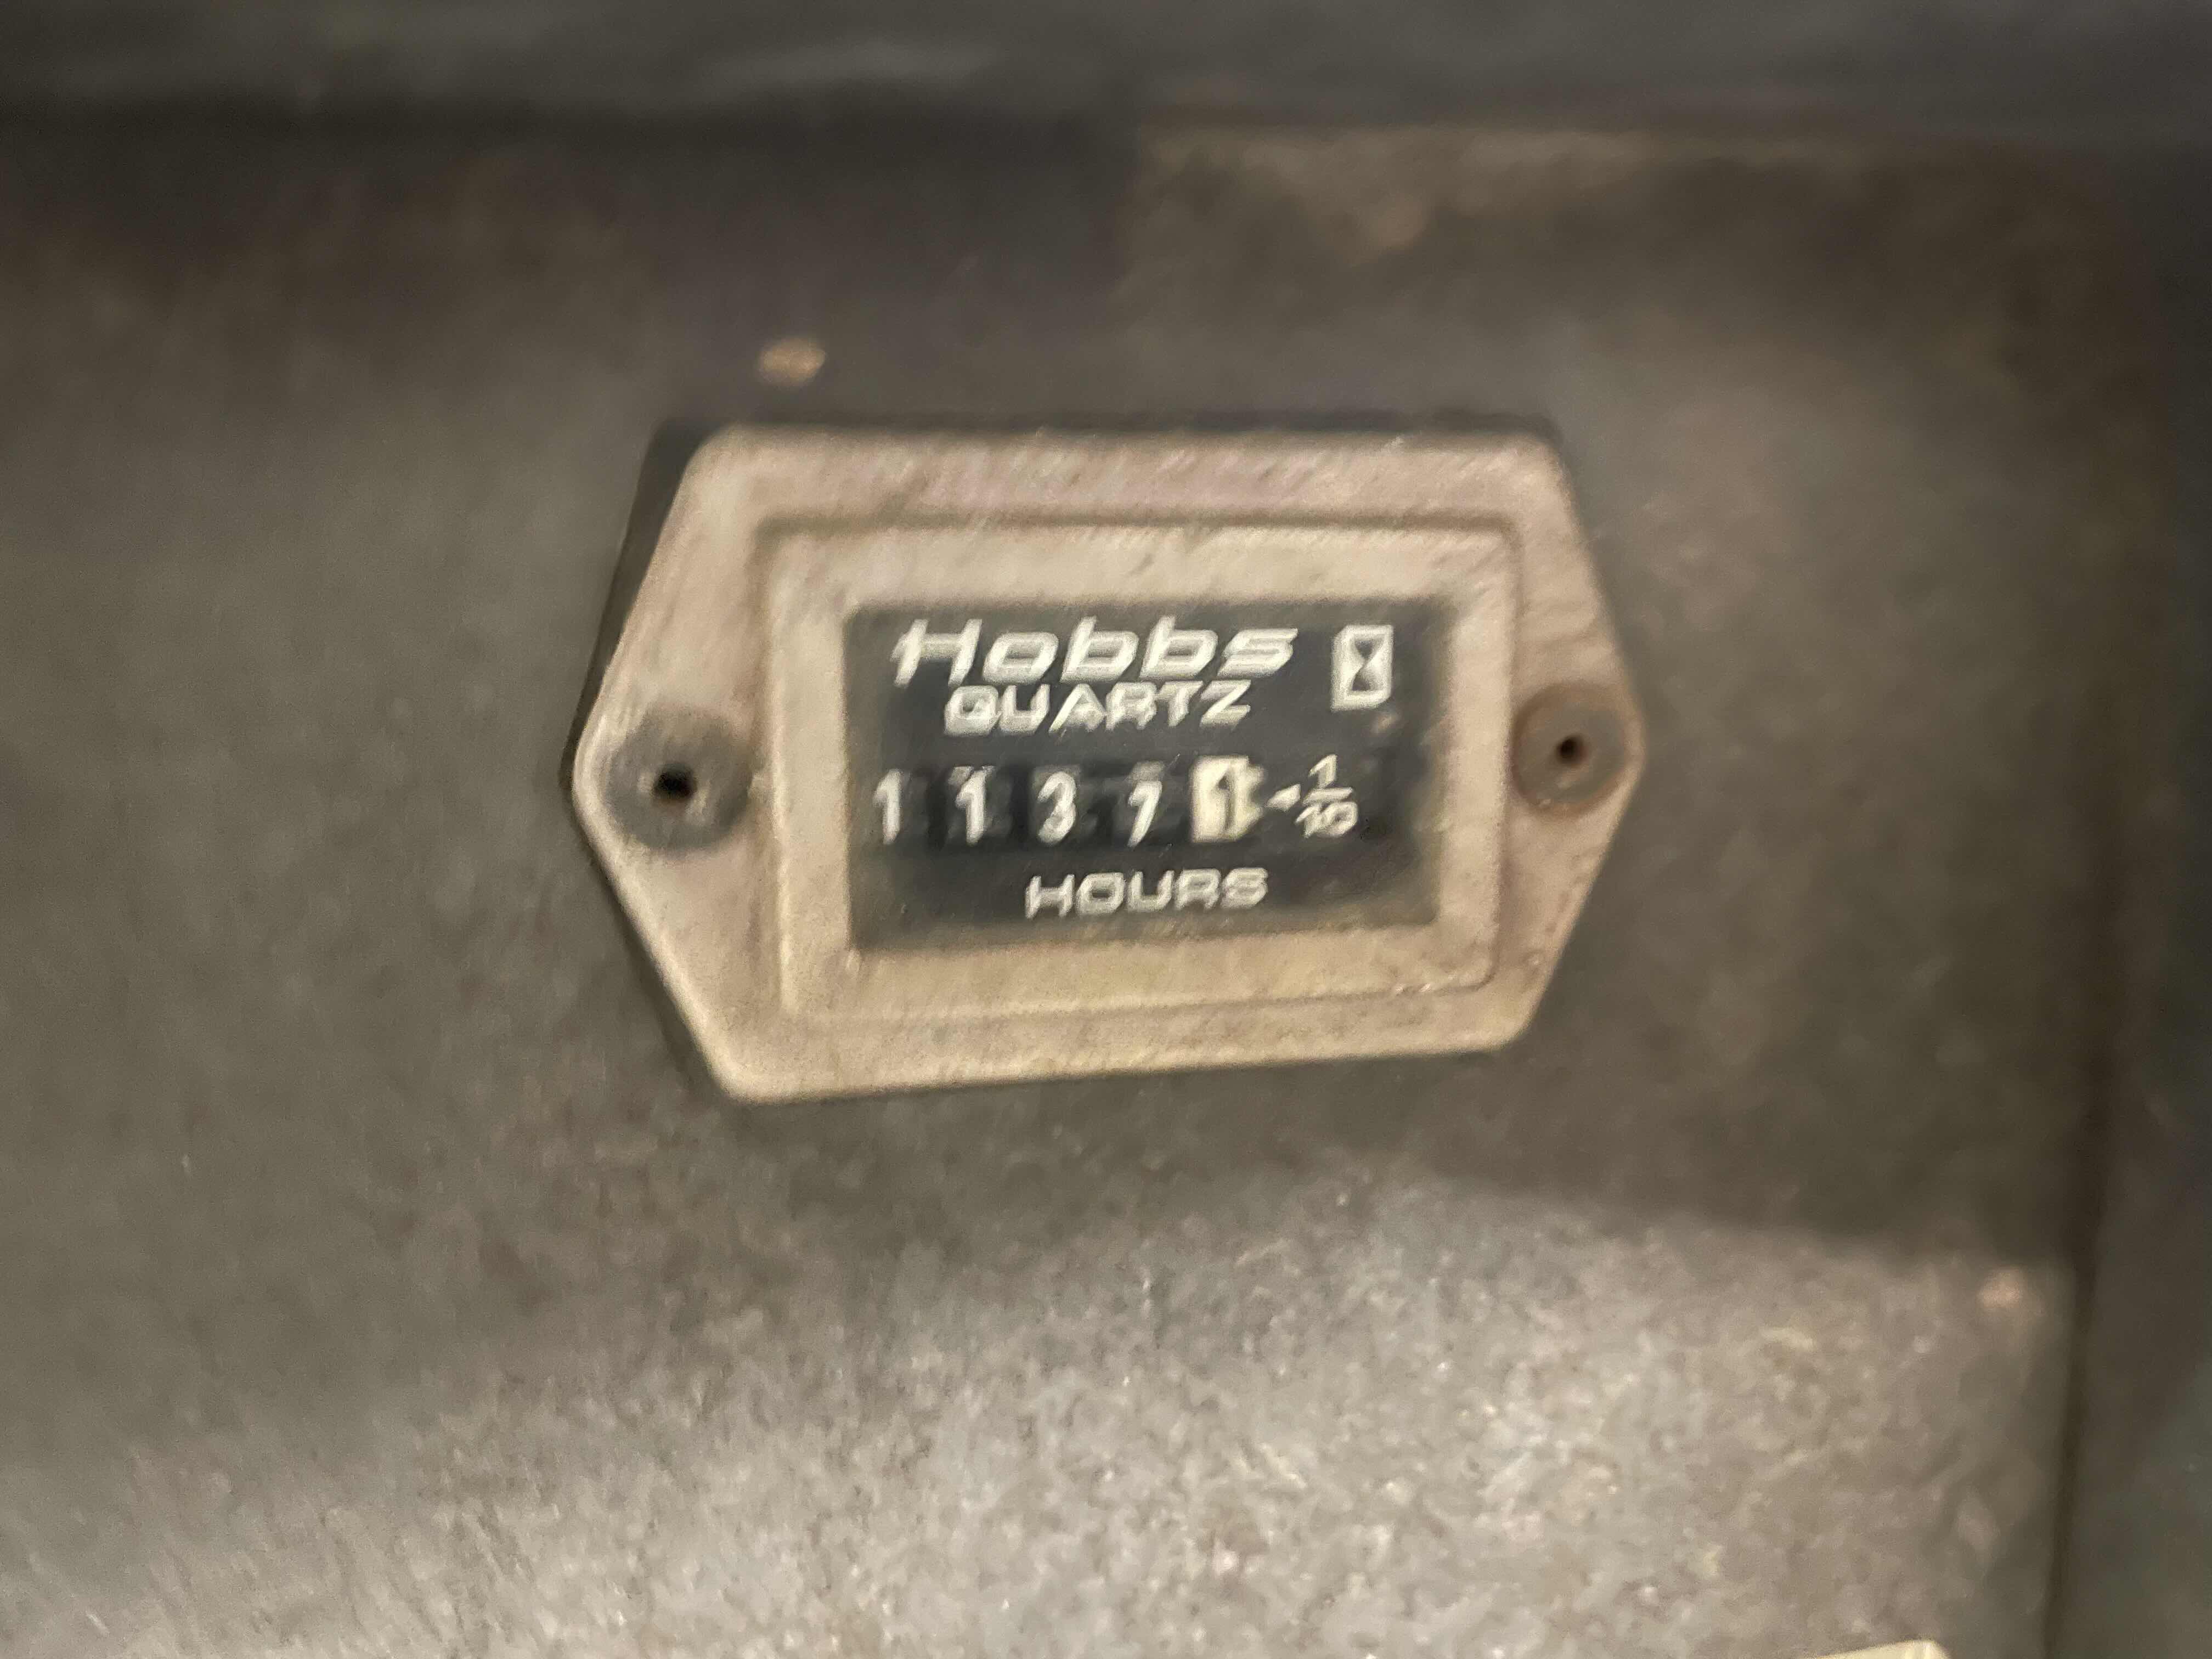 Hobbs
QUARTZ
1 1 3 7 1 1/10
HOURS